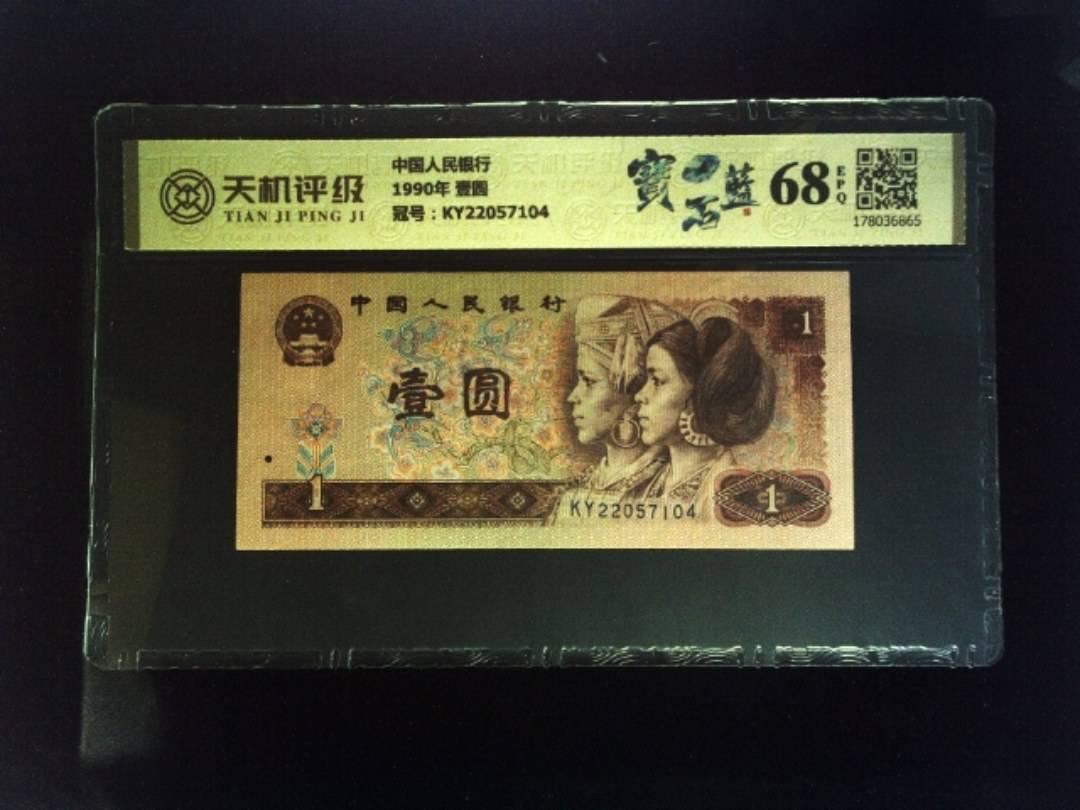 天机评级
TIAN JI PING JI
中国人民银行
1990年 壹圆
冠号：KY22057104
寶石藍
68
EPQ
178036865
中国人民银行
1
壹圆
1
KY22057104
1